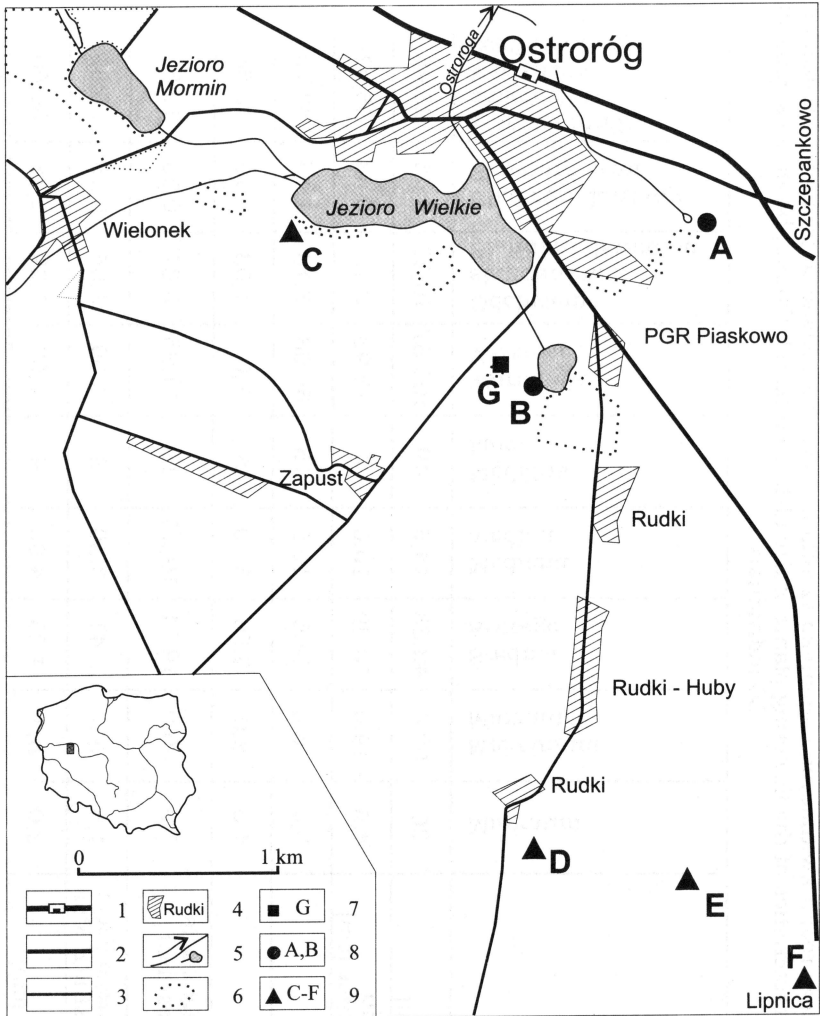 Ostroróg
Ostroroga
Jezioro
Mormin
Szczepankowo
Wielonek
Jezioro Wielkie
C
A
PGR Piaskowo
G
B
Zapust
Rudki
Rudki - Huby
Rudki
D
E
F
Lipnica
0 1 km
1 Rudki 4 G 7
2 5 A,B 8
3 6 C-F 9